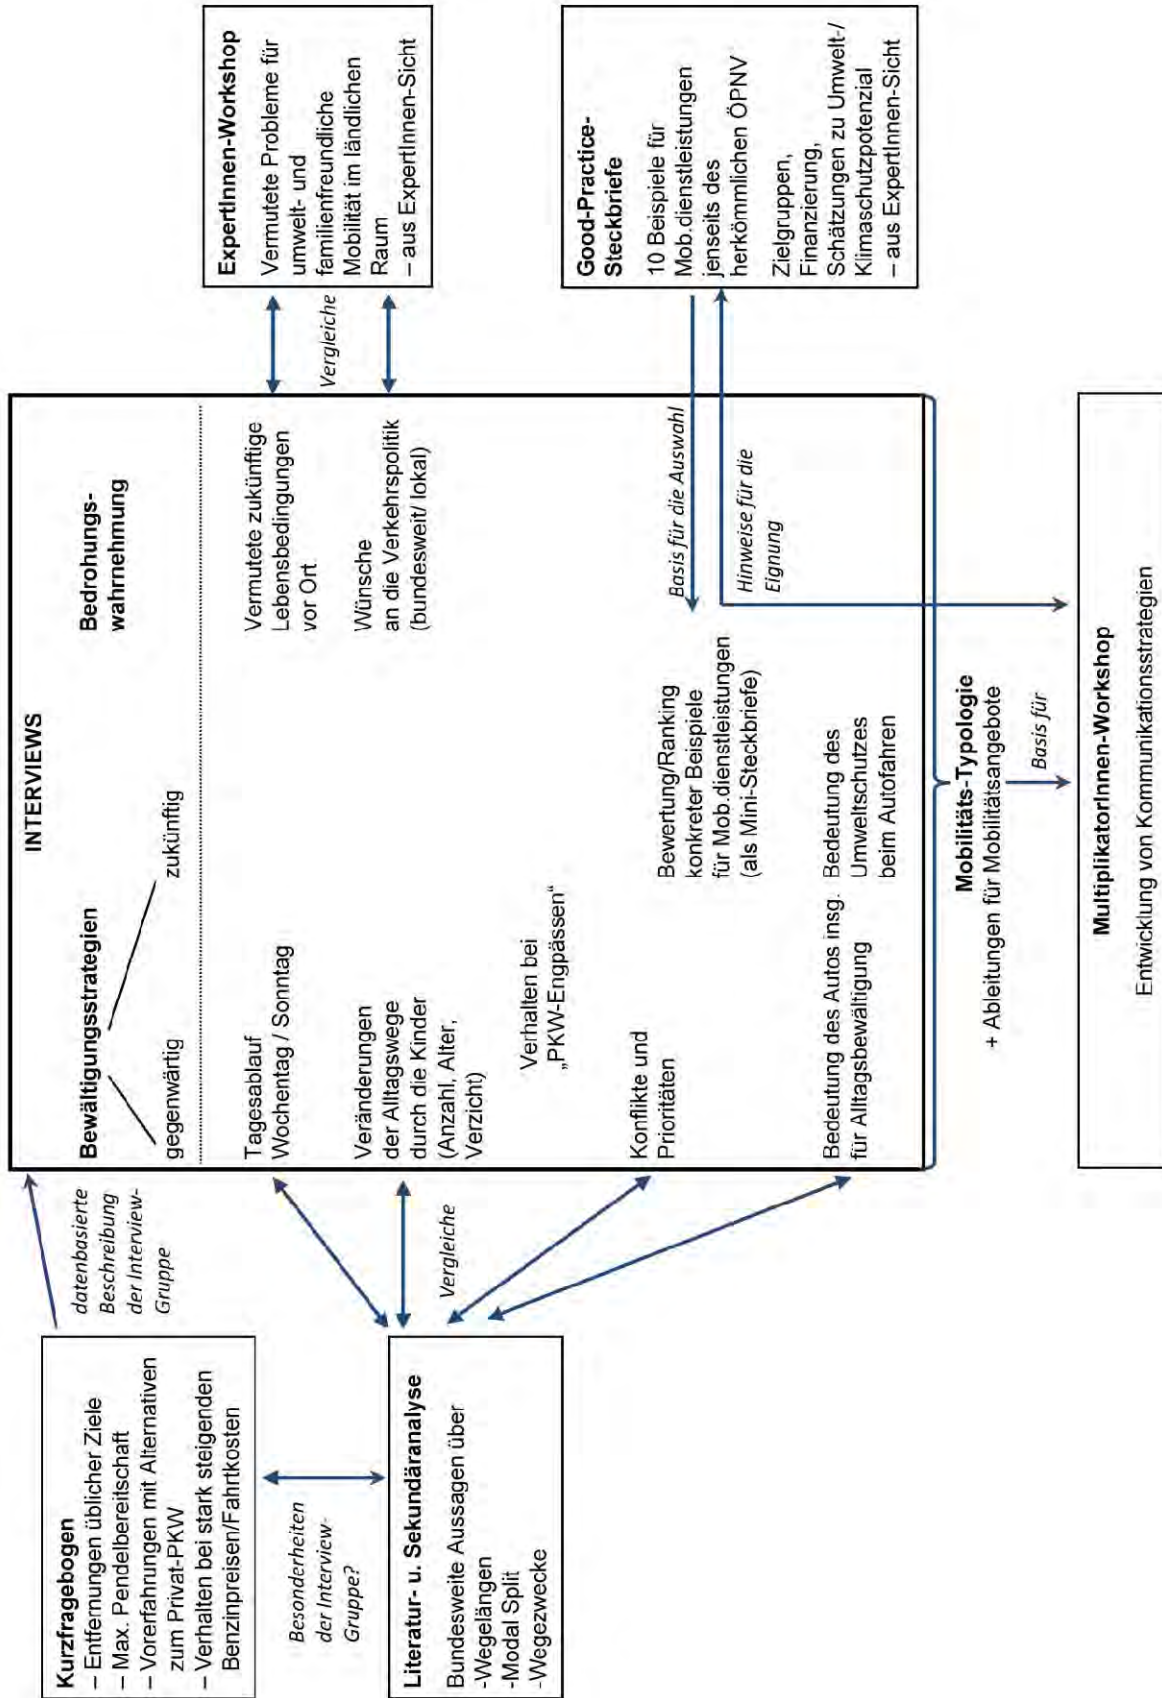 Kurzfragebogen
– Entfernungen üblicher Ziele
– Max. Pendelbereitschaft
– Vorerfahrungen mit Alternativen
zum Privat-PKW
– Verhalten bei stark steigenden
Benzinpreisen/Fahrtkosten
Besonderheiten
der Interview-
Gruppe?
Literatur- u. Sekundäranalyse
Bundesweite Aussagen über
-Wegelängen
-Modal Split
-Wegezwecke
datenbasierte
Beschreibung
der Interview-
Gruppe
Vergleiche
INTERVIEWS
Bewältigungsstrategien
gegenwärtig
zukünftig
Bedrohungs-
wahrnehmung
Tagesablauf
Wochentag / Sonntag
Veränderungen
der Alltagswege
durch die Kinder
(Anzahl, Alter,
Verzicht)
Verhalten bei
„PKW-Engpässen“
Konflikte und
Prioritäten
Bedeutung des Autos insg.
für Alltagsbewältigung
Bewertung/Ranking
konkreter Beispiele
für Mob.dienstleistungen
(als Mini-Steckbriefe)
Bedeutung des
Umweltschutzes
beim Autofahren
Vermutete zukünftige
Lebensbedingungen
vor Ort
Wünsche
an die Verkehrspolitik
(bundesweit/ lokal)
Basis für die Auswahl
Hinweise für die
Eignung
Vergleiche
ExpertInnen-Workshop
Vermutete Probleme für
umwelt- und
familienfreundliche
Mobilität im ländlichen
Raum
– aus ExpertInnen-Sicht
Good-Practice-
Steckbriefe
10 Beispiele für
Mob.dienstleistungen
jenseits des
herkömmlichen ÖPNV
Zielgruppen,
Finanzierung,
Schätzungen zu Umwelt-/
Klimaschutzpotenzial
– aus ExpertInnen-Sicht
Mobilitäts-Typologie
+ Ableitungen für Mobilitätsangebote
Basis für
MultiplikatorInnen-Workshop
Entwicklung von Kommunikationsstrategien